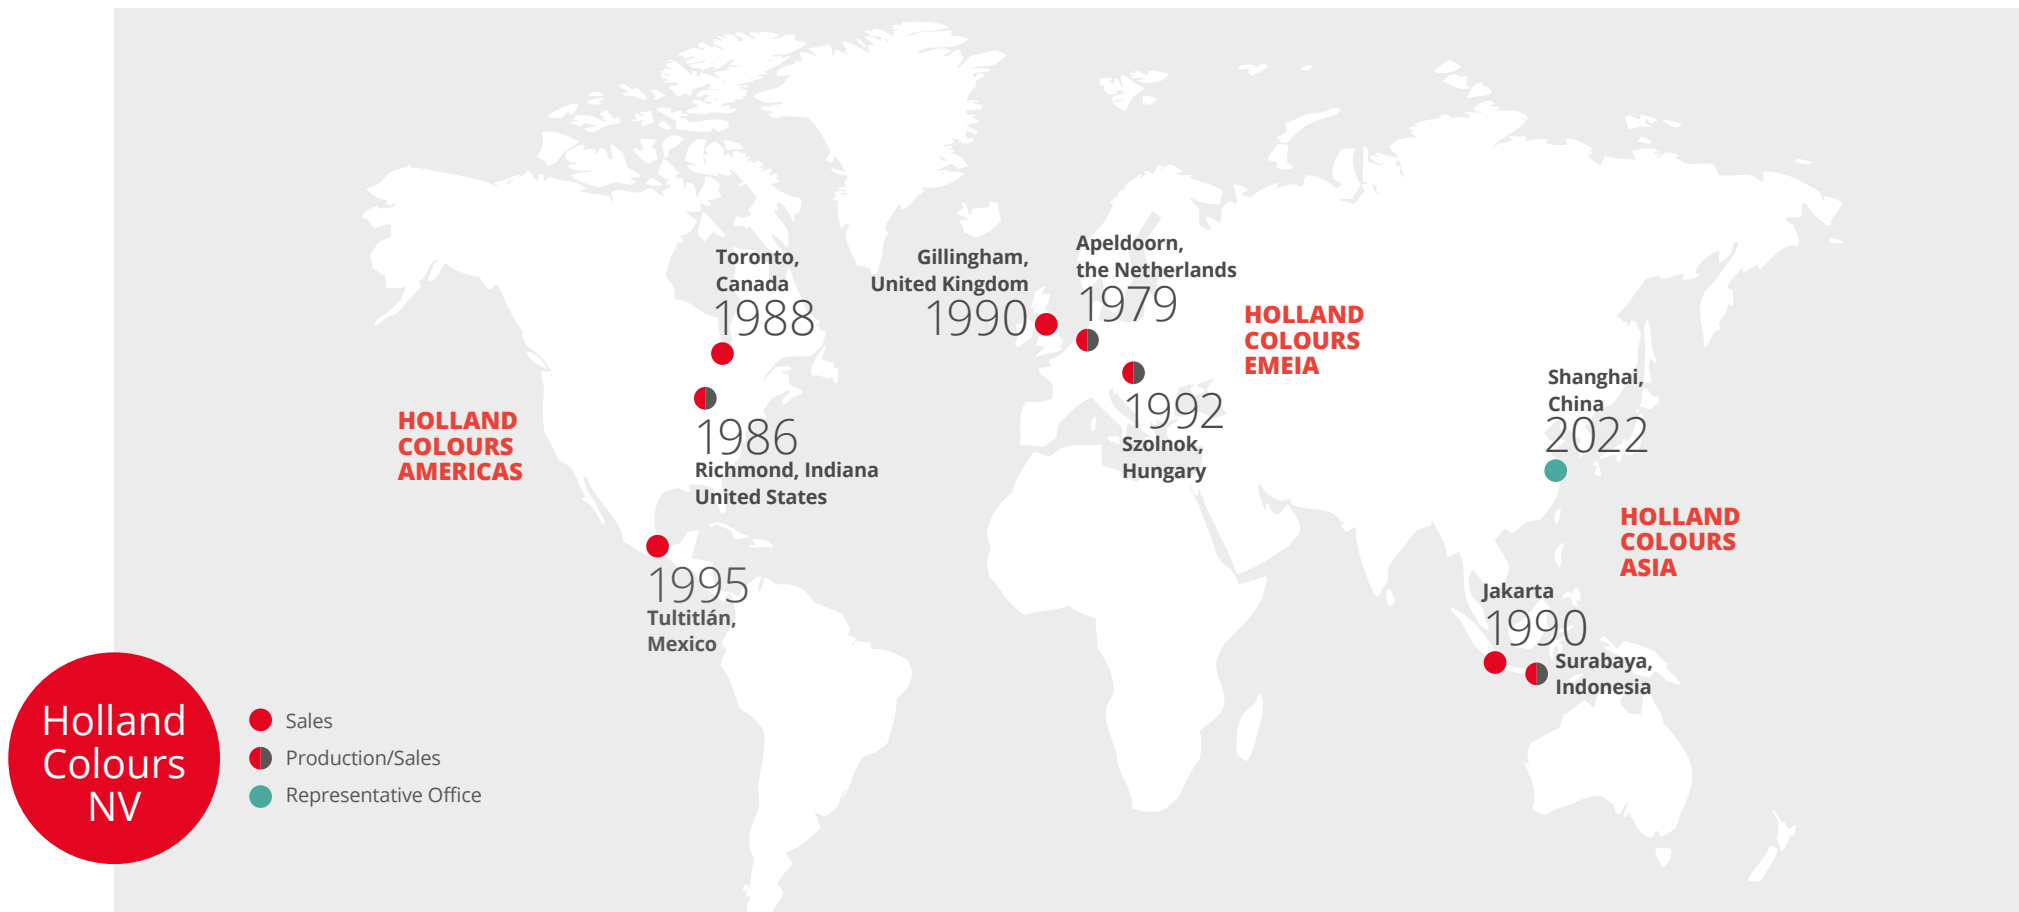 Toronto,
Canada
1988
Gillingham,
United Kingdom
1990
Apeldoorn,
the Netherlands
1979
HOLLAND
COLOURS
EMEIA
Shanghai,
China
2022
HOLLAND
COLOURS
AMERICAS
1986
Richmond, Indiana
United States
1992
Szolnok,
Hungary
HOLLAND
COLOURS
ASIA
1995
Tultitlán,
Mexico
Jakarta
1990
Surabaya,
Indonesia
Holland
Colours
NV
Sales
Production/Sales
Representative Office